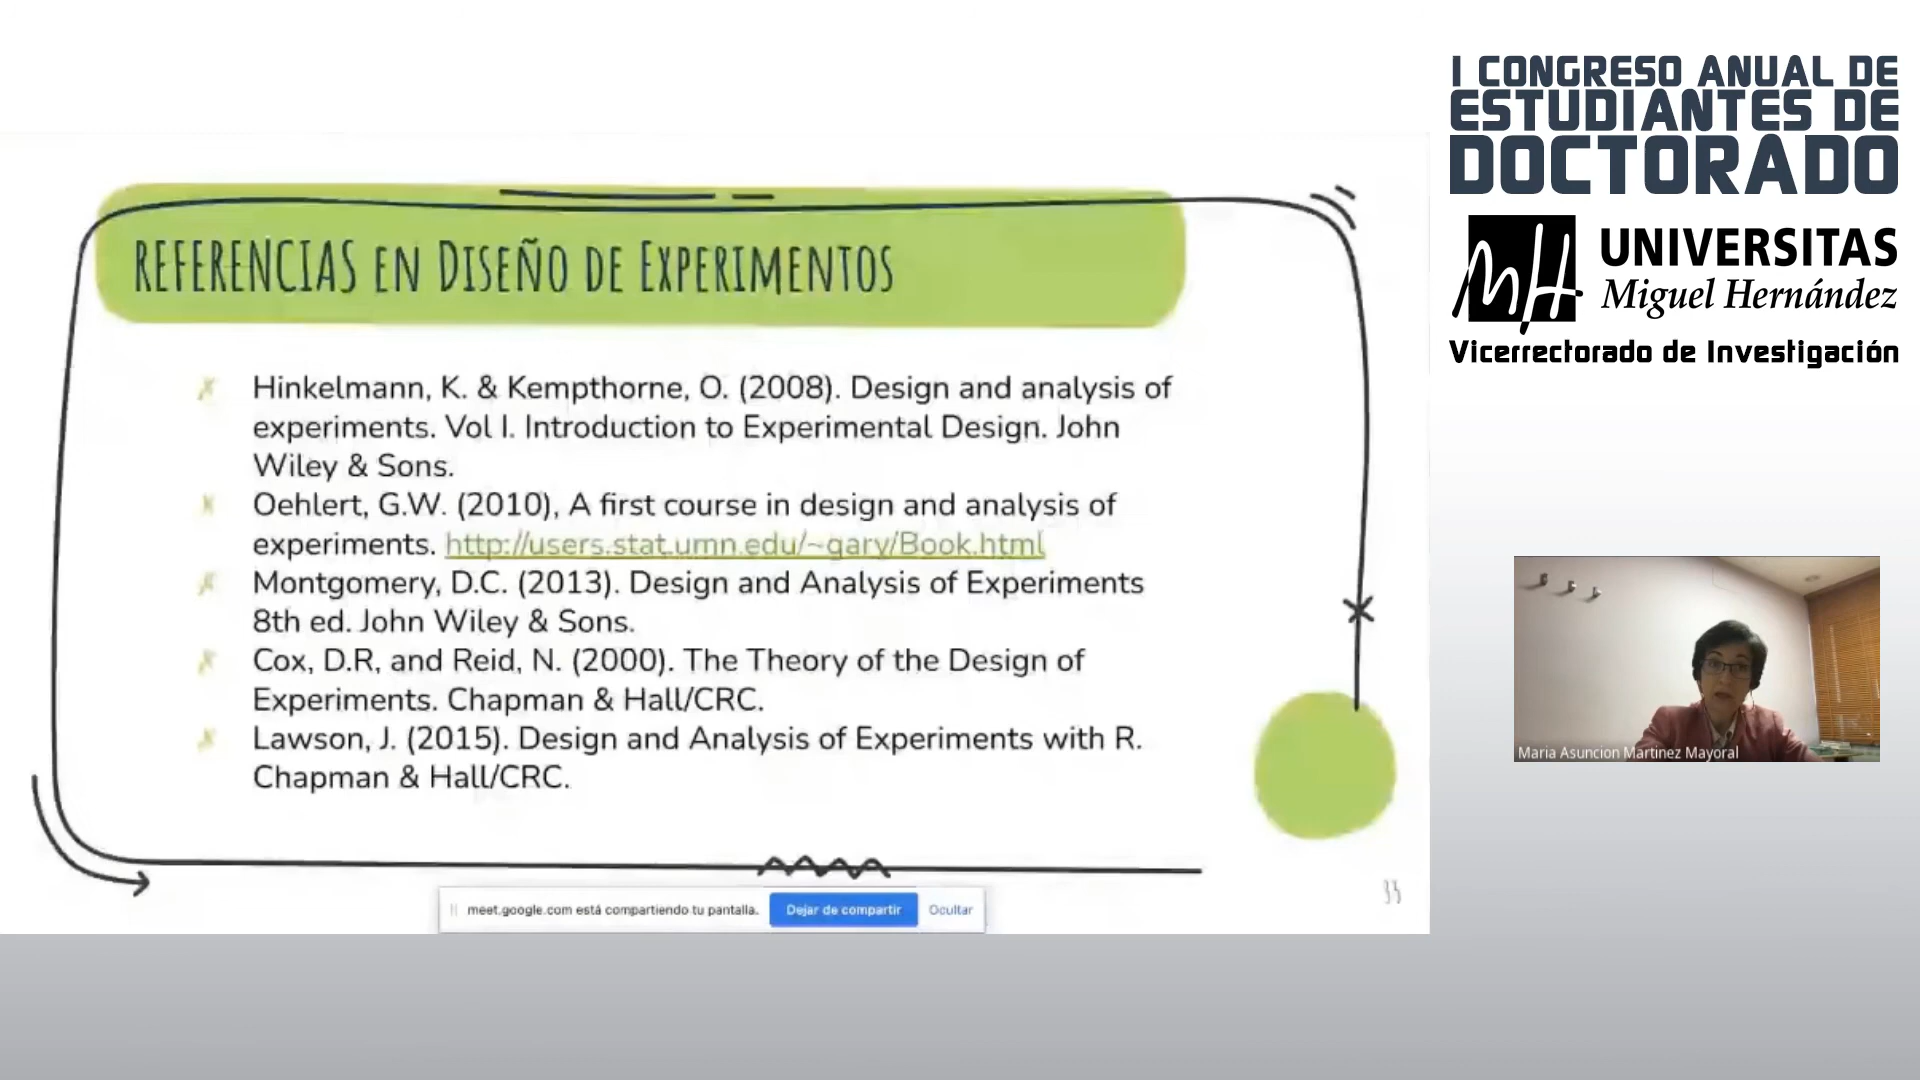 I CONGRESO ANUAL DE
ESTUDIANTES DE
DOCTORADO
UNIVERSITAS
Miguel Hernández
Vicerrectorado de Investigación
REFERENCIAS EN DISEÑO DE EXPERIMENTOS
Hinkelmann, K. & Kempthorne, O. (2008). Design and analysis of
experiments. Vol I. Introduction to Experimental Design. John
Wiley & Sons.
Oehlert, G.W. (2010), A first course in design and analysis of
experiments. http://users.stat.umn.edu/~gary/Book.html
Montgomery, D.C. (2013). Design and Analysis of Experiments
8th ed. John Wiley & Sons.
Cox, D.R, and Reid, N. (2000). The Theory of the Design of
Experiments. Chapman & Hall/CRC.
Lawson, J. (2015). Design and Analysis of Experiments with R.
Chapman & Hall/CRC.
33
meet.google.com está compartiendo tu pantalla.
Dejar de compartir
Ocultar
Maria Asuncion Martinez Mayoral